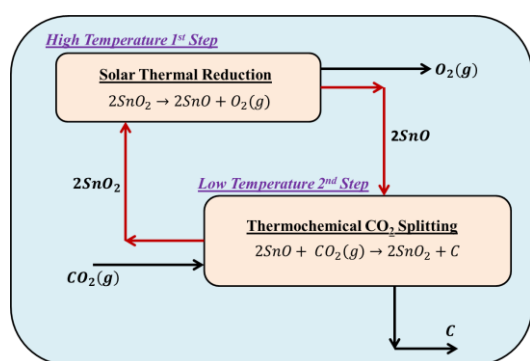 High Temperature 1st Step
Solar Thermal Reduction
2SnO₂ → 2SnO + O₂(g)
O₂(g)
2SnO
2SnO₂
Low Temperature 2nd Step
Thermochemical CO₂ Splitting
2SnO + CO₂(g) → 2SnO₂ + C
CO₂(g)
C